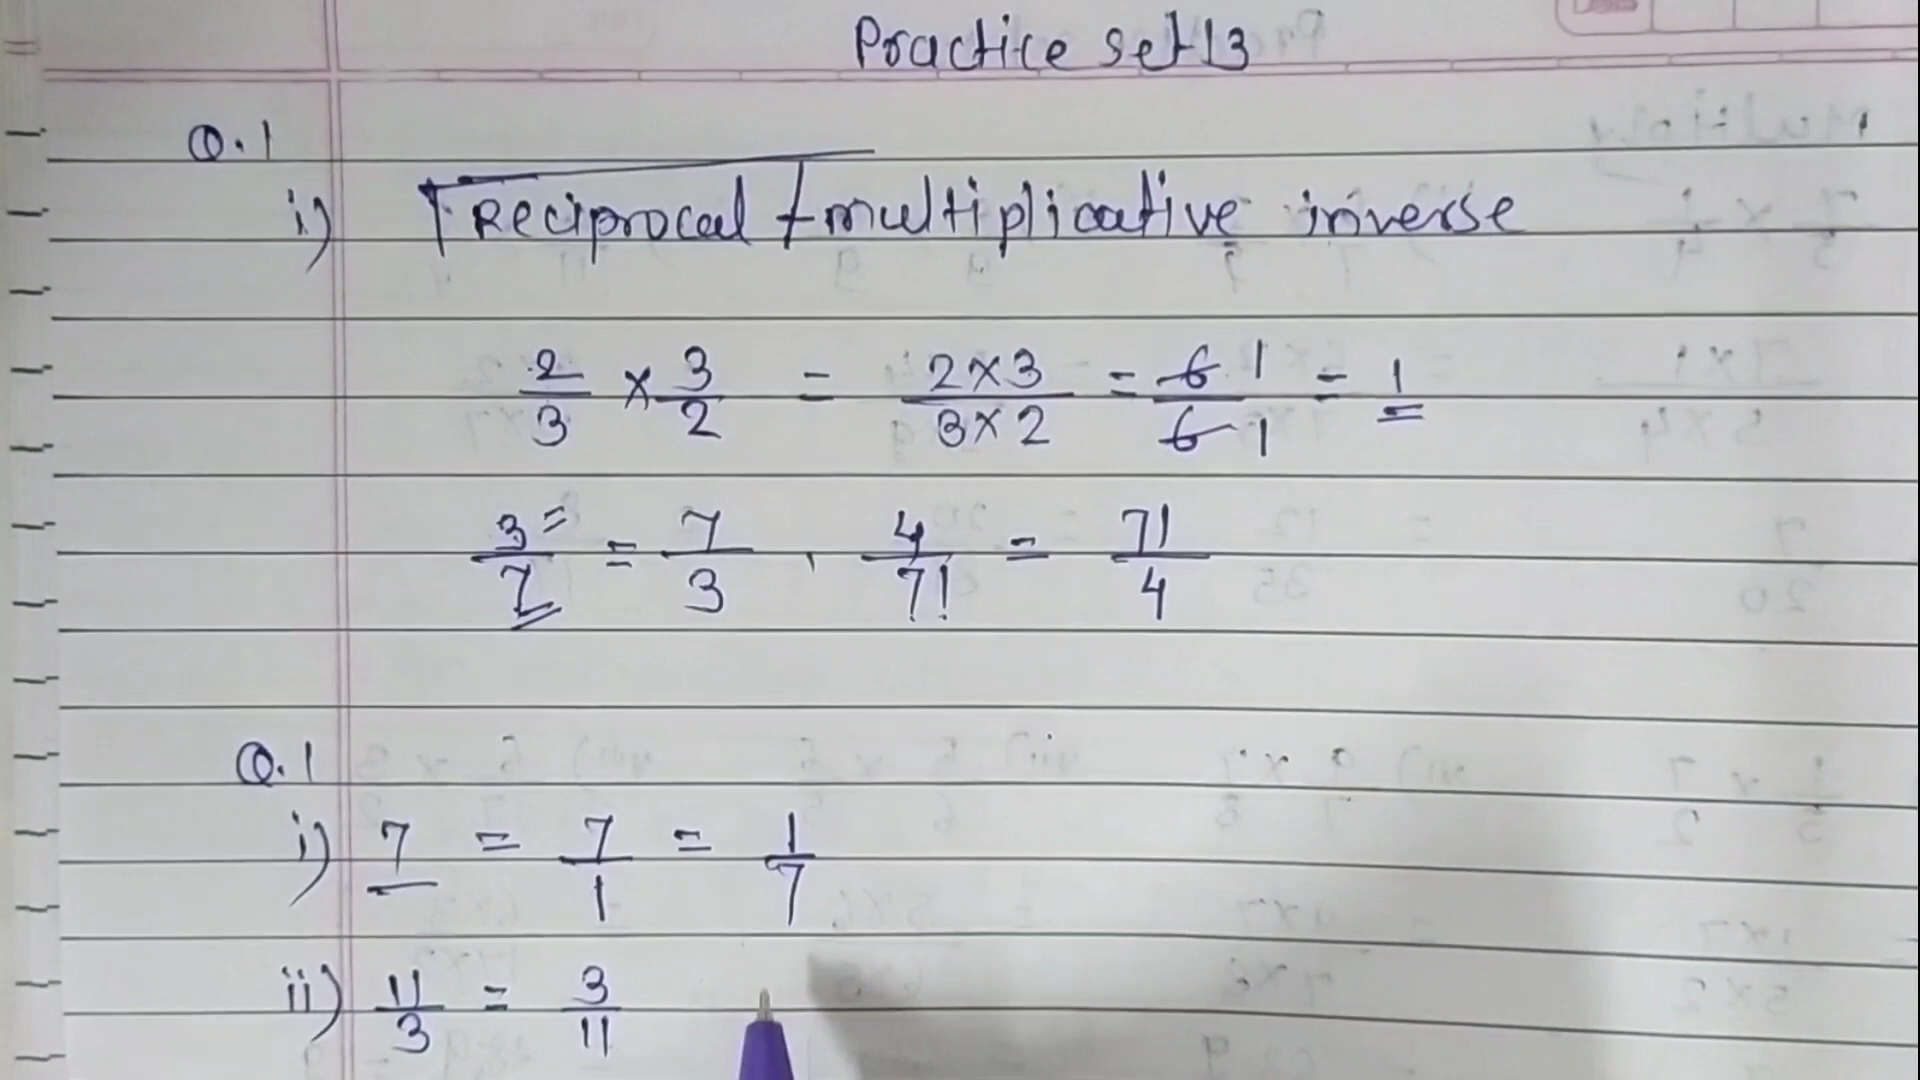 Practice set 13
Q.1
i) reciprocal / multiplicative inverse
2/3 × 3/2 = 2×3/3×2 = 6 1/6 1 = 1
3/7 = 7/3 , 4/71 = 71/4
Q.1
i) 7 = 7/1 = 1/7
ii) 11/3 = 3/11